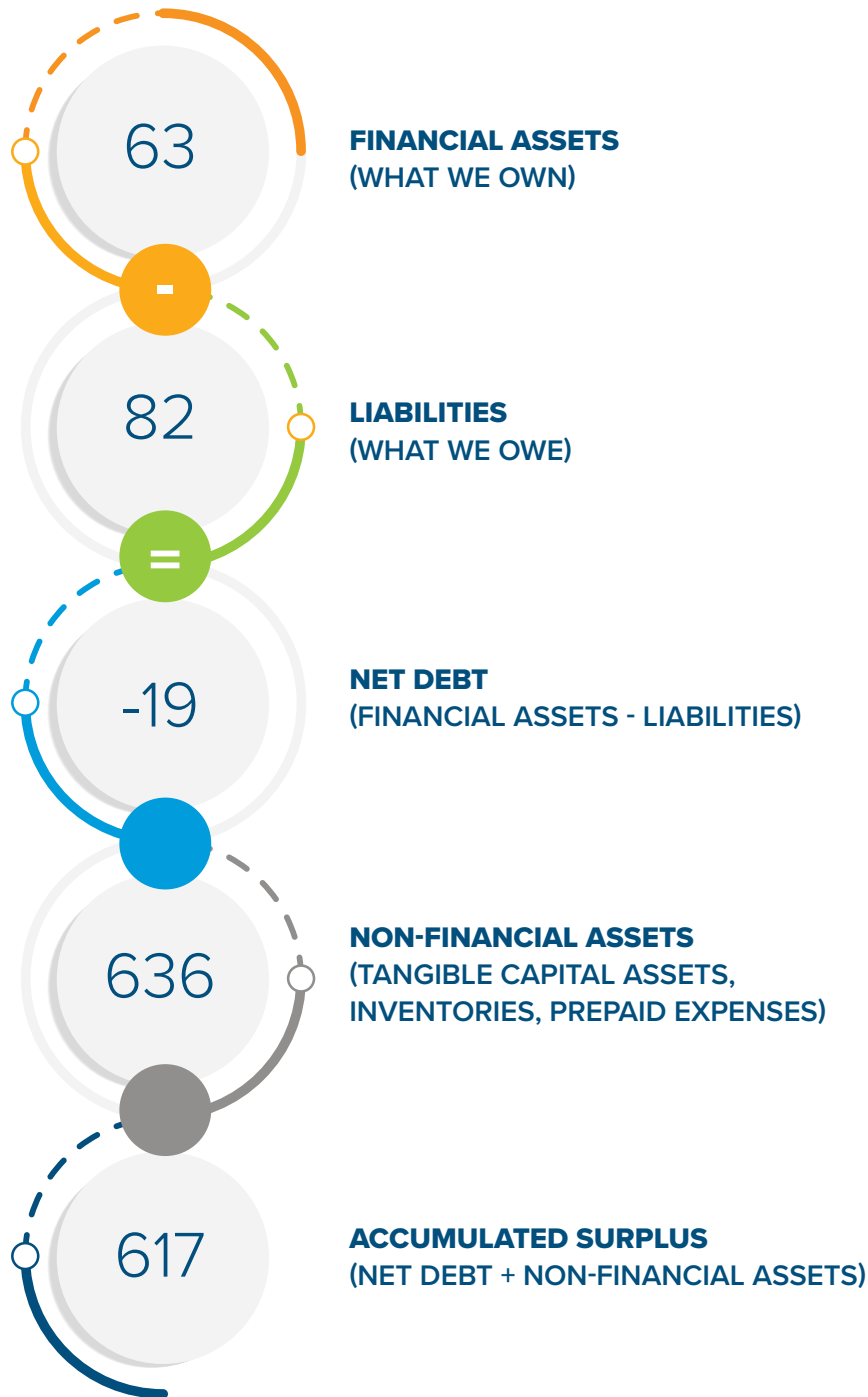 63
FINANCIAL ASSETS
(WHAT WE OWN)
-
82
LIABILITIES
(WHAT WE OWE)
=
-19
NET DEBT
(FINANCIAL ASSETS - LIABILITIES)
636
NON-FINANCIAL ASSETS
(TANGIBLE CAPITAL ASSETS,
INVENTORIES, PREPAID EXPENSES)
617
ACCUMULATED SURPLUS
(NET DEBT + NON-FINANCIAL ASSETS)